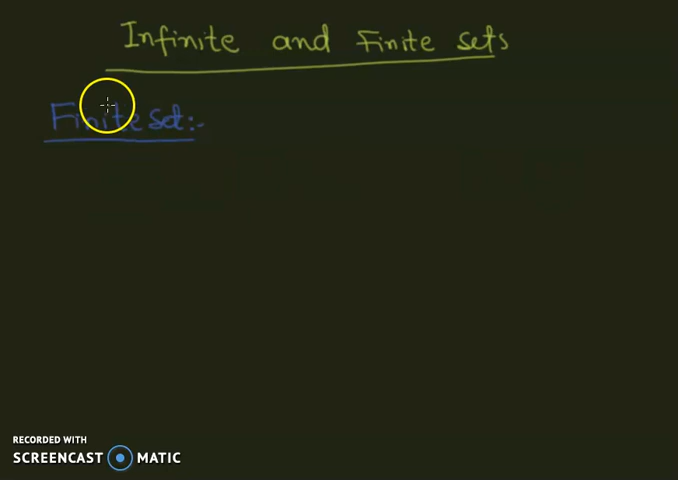 Infinite and Finite sets
Finite set:-
RECORDED WITH
SCREENCAST MATIC